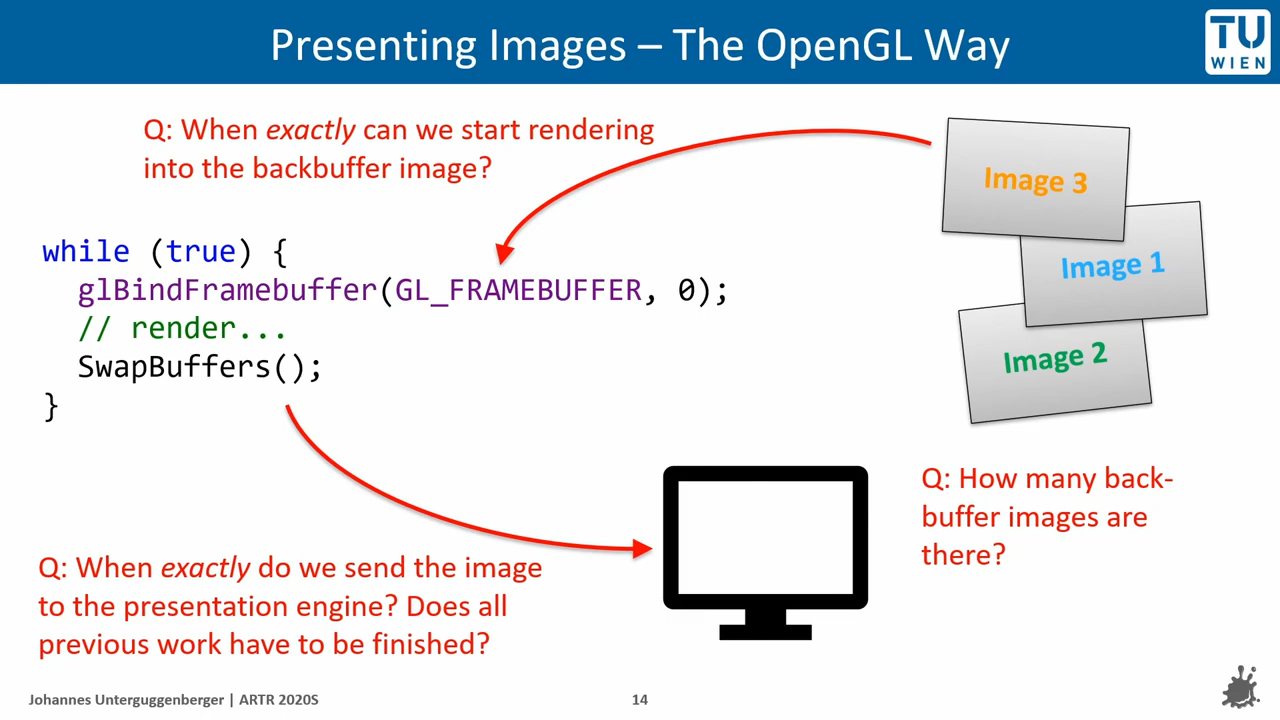 Presenting Images – The OpenGL Way
TU
WIEN
Q: When exactly can we start rendering
into the backbuffer image?
Image 3
Image 1
Image 2
while (true) {
glBindFramebuffer(GL_FRAMEBUFFER, 0);
// render...
SwapBuffers();
}
Q: How many back-
buffer images are
there?
Q: When exactly do we send the image
to the presentation engine? Does all
previous work have to be finished?
Johannes Unterguggenberger | ARTR 2020S
14